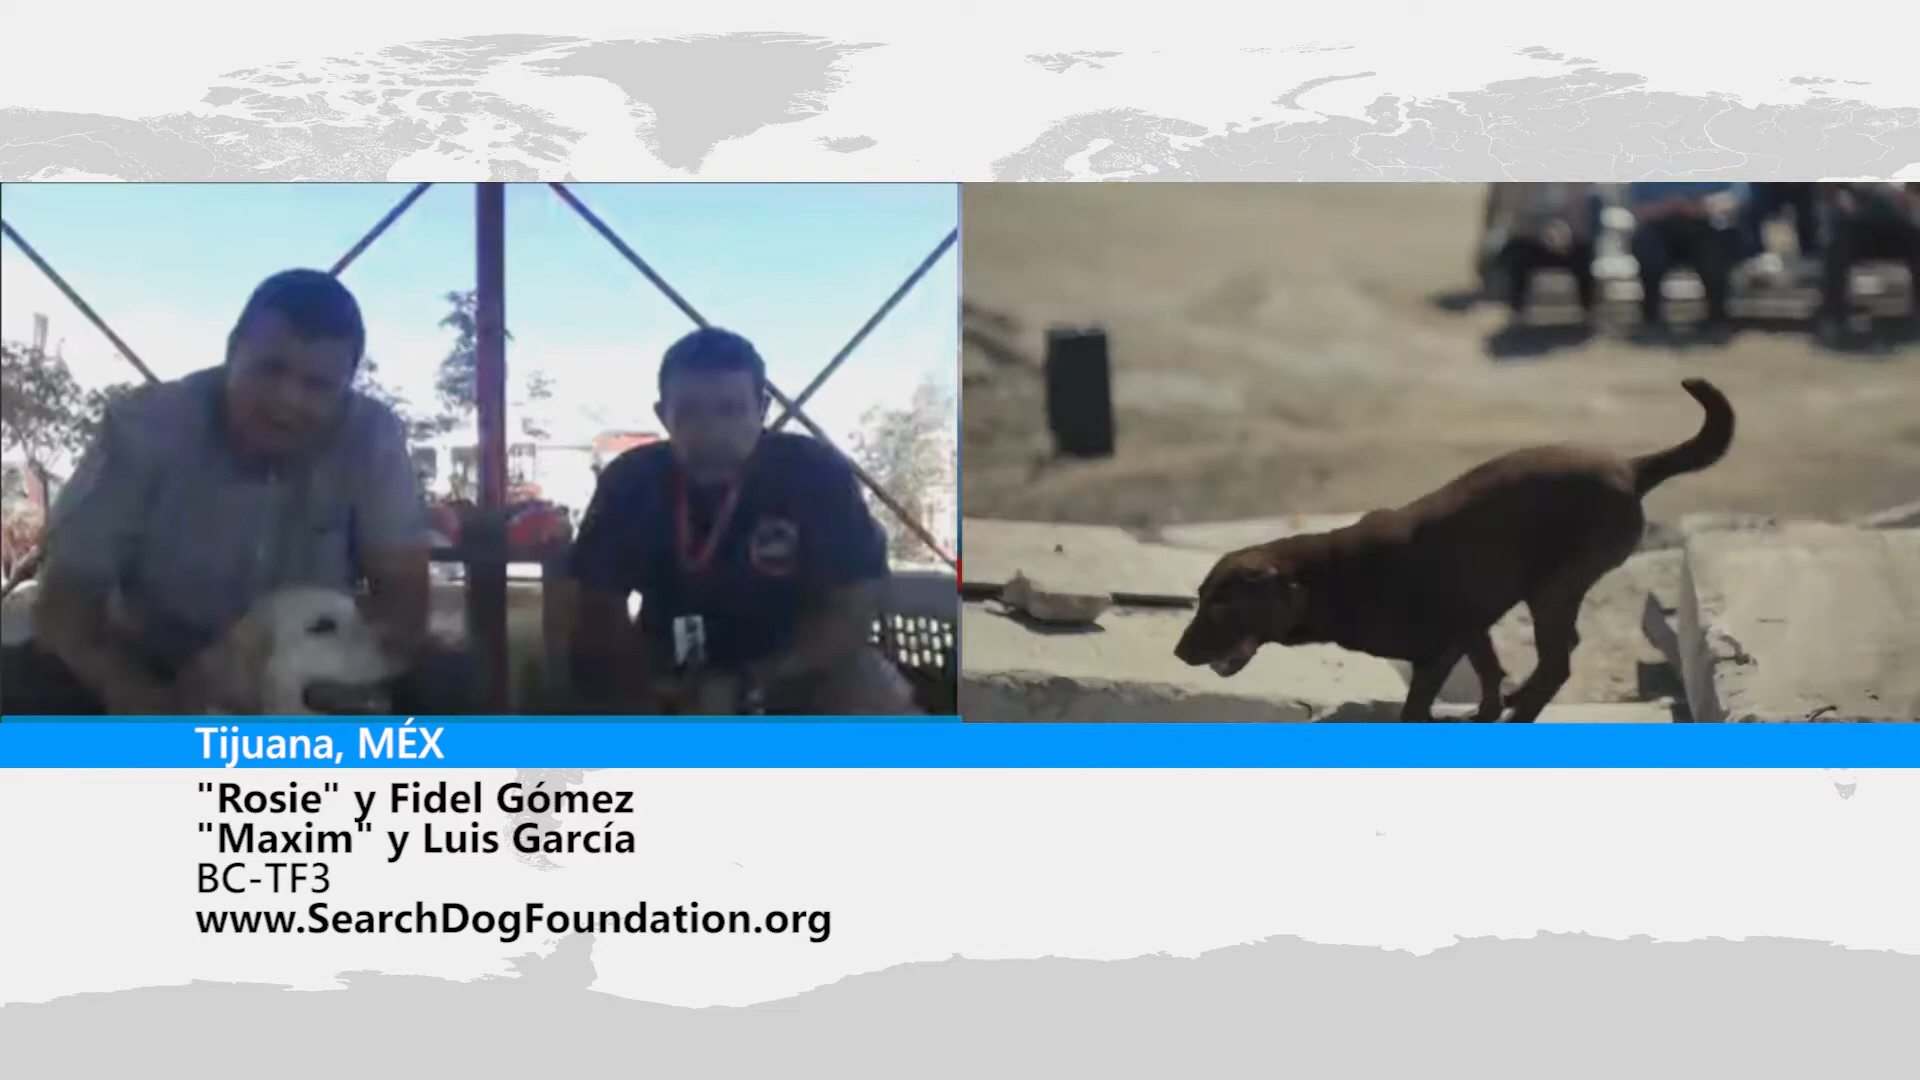 Tijuana, MÉX
"Rosie" y Fidel Gómez
"Maxim" y Luis García
BC-TF3
www.SearchDogFoundation.org